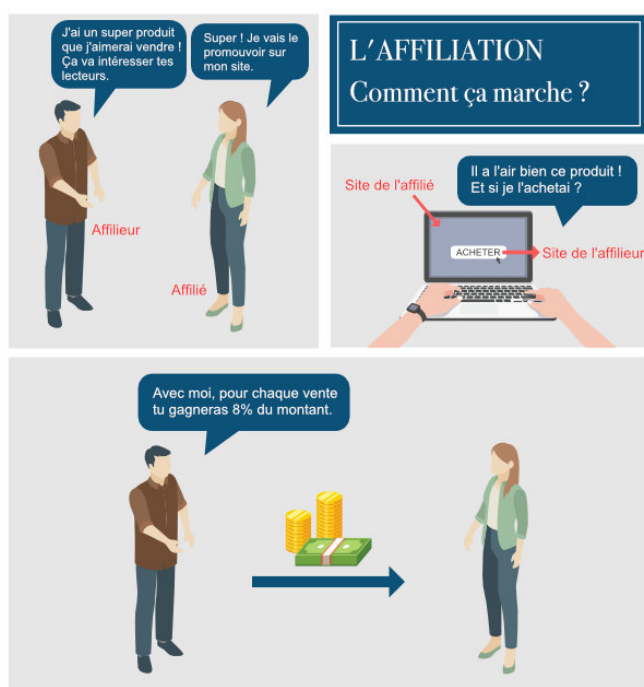 J'ai un super produit
que j'aimerai vendre !
Ça va intéresser tes
lecteurs.
Super ! Je vais le
promouvoir sur
mon site.
Affilieur
Affilié
L'AFFILIATION
Comment ça marche ?
Il a l'air bien ce produit !
Et si je l'achetai ?
Site de l'affilié
ACHETER
Site de l'affilieur
Avec moi, pour chaque vente
tu gagneras 8% du montant.